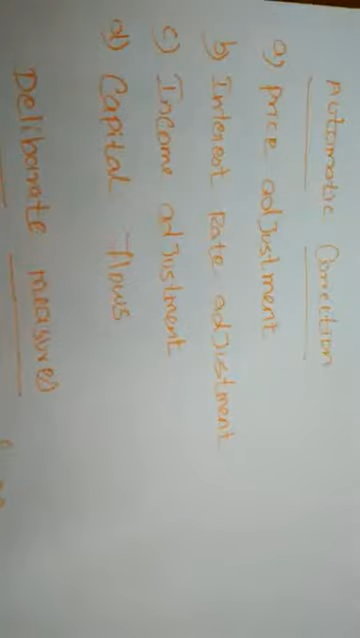 Automatic Correction
a) Price adjustment
b) Interest Rate adjustment
c) Income adjustment
d) Capital flows
Deliberate measures